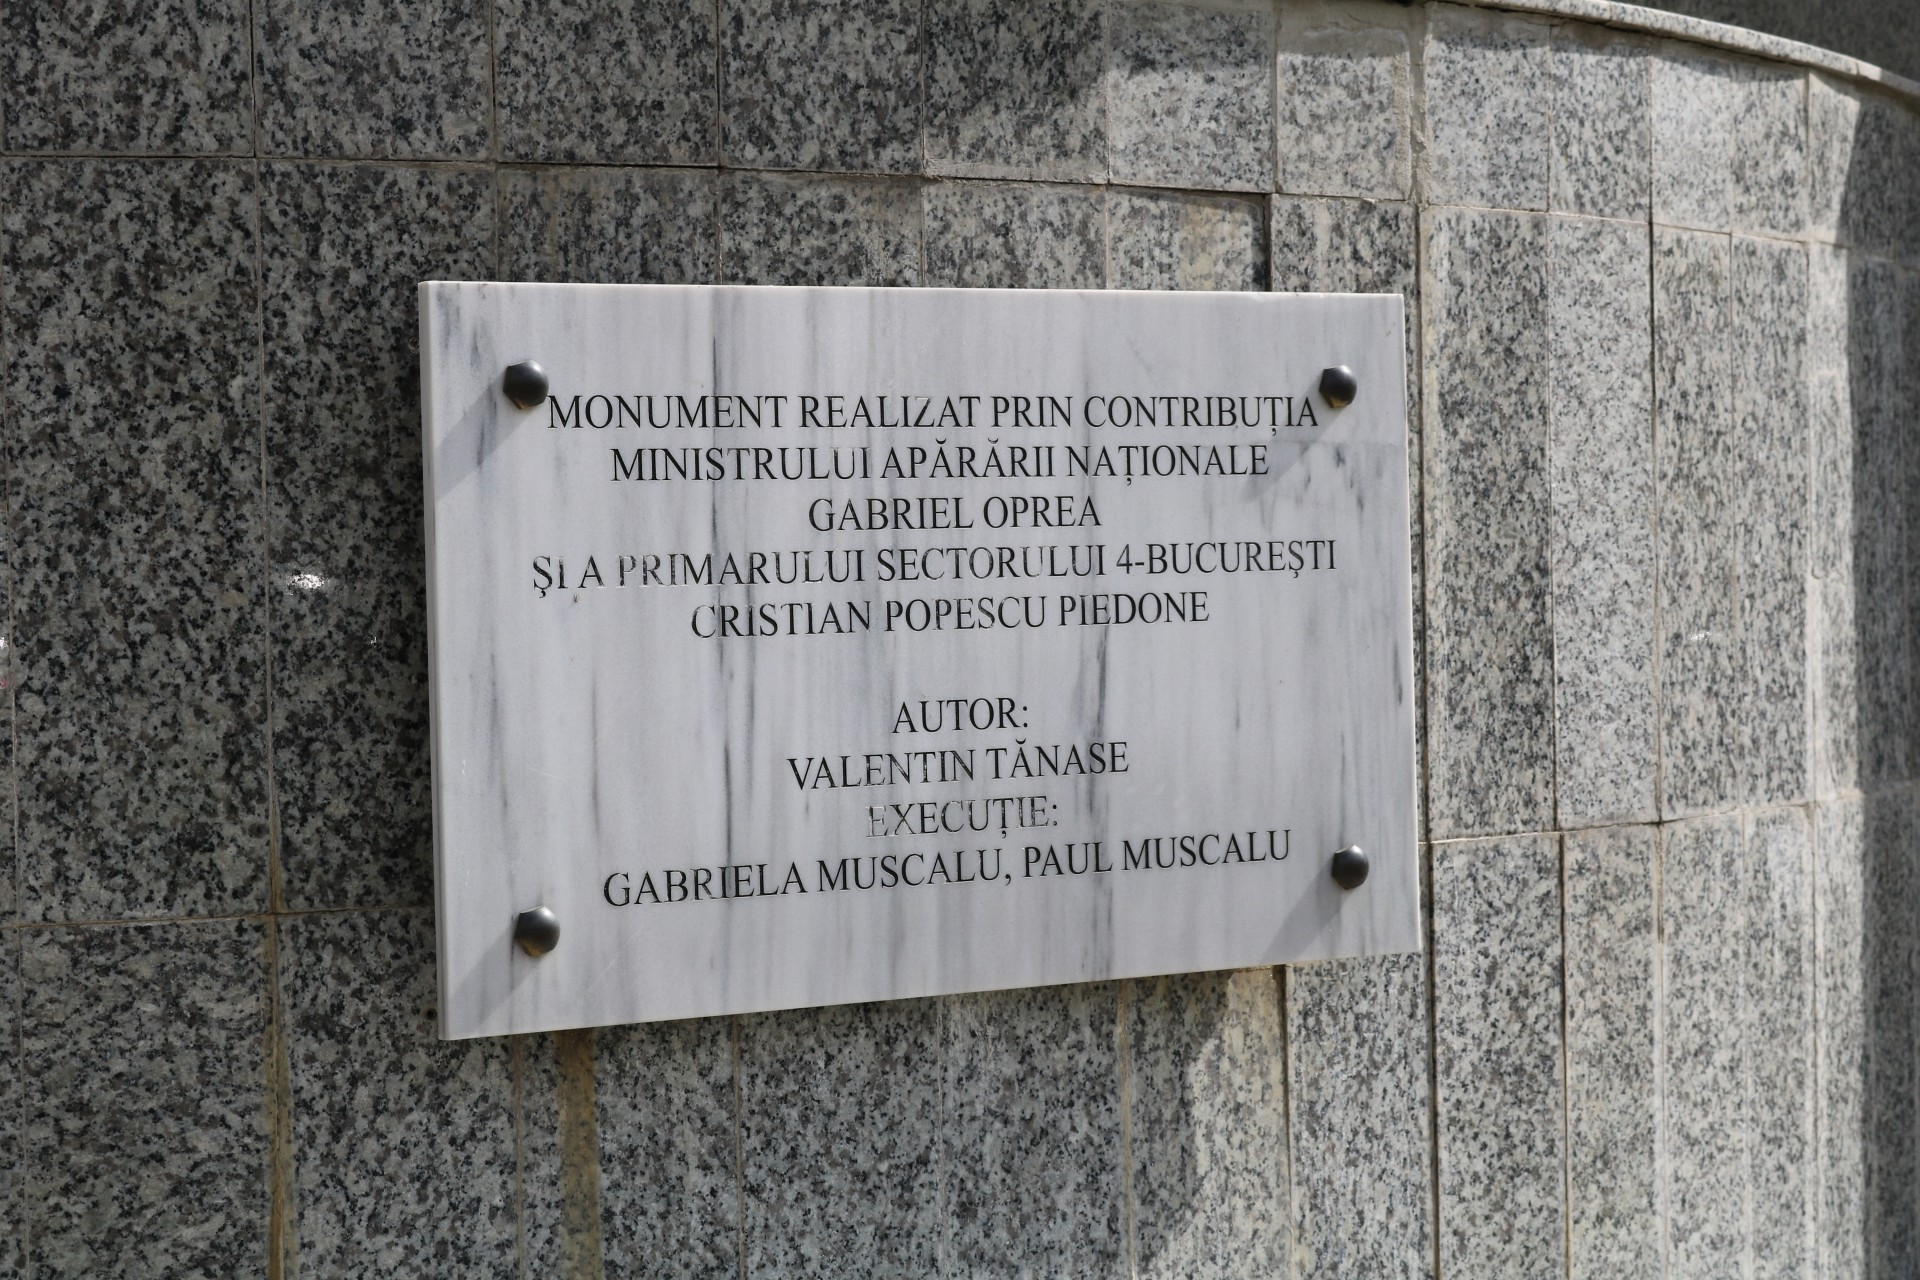 MONUMENT REALIZAT PRIN CONTRIBUȚIA
MINISTRULUI APĂRĂRII NAȚIONALE
GABRIEL OPREA
ŞI A PRIMARULUI SECTORULUI 4-BUCUREŞTI
CRISTIAN POPESCU PIEDONE
AUTOR:
VALENTIN TĂNASE
EXECUȚIE:
GABRIELA MUSCALU, PAUL MUSCALU